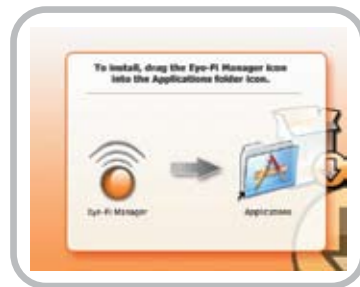 To install, drag the Eye-Fi Manager icon
into the Applications folder icon.
Eye-Fi Manager
Applications